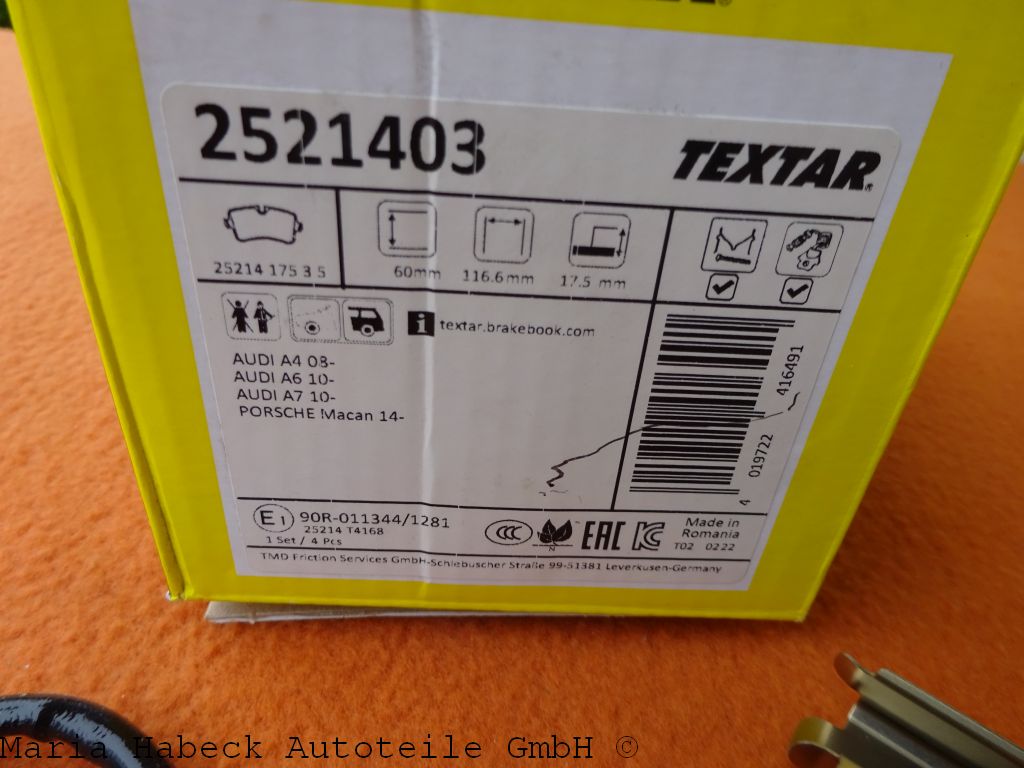 2521403
TEXTAR®
25214 175 3 5
60mm
116.6mm
17.5 mm
i textar.brakebook.com
AUDI A4 08-
AUDI A6 10-
AUDI A7 10-
PORSCHE Macan 14-
4 019722 416491
E1 90R-011344/1281
25214 T4168
1 Set / 4 Pcs
CCC
N
EAC
Made in
Romania
T02 0222
TMD Friction Services GmbH-Schlebuscher Straße 99-51381 Leverkusen-Germany
Maria Habeck Autoteile GmbH ©